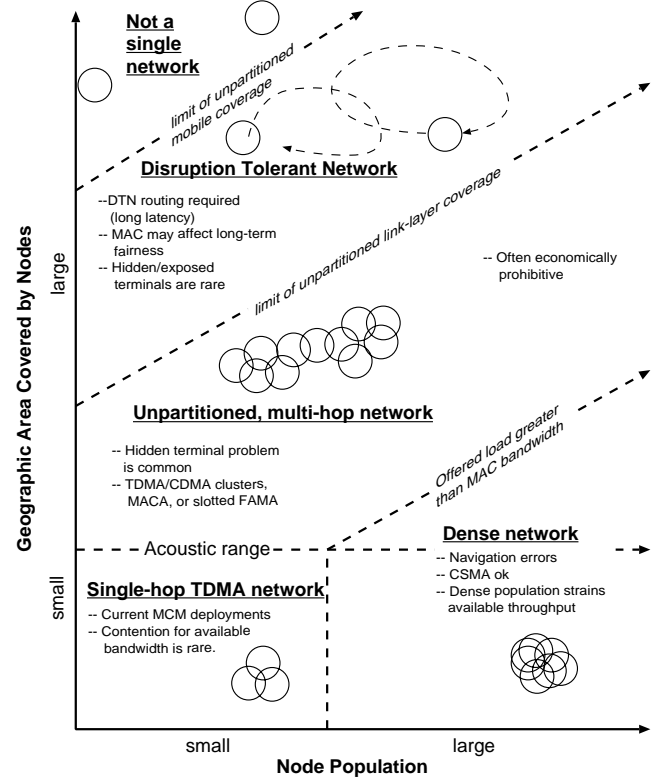 Not a
single
network
limit of unpartitioned
mobile coverage
Disruption Tolerant Network
--DTN routing required
(long latency)
-- MAC may affect long-term
fairness
-- Hidden/exposed
terminals are rare
limit of unpartitioned link-layer coverage
-- Often economically
prohibitive
Unpartitioned, multi-hop network
-- Hidden terminal problem
is common
-- TDMA/CDMA clusters,
MACA, or slotted FAMA
Offered load greater
than MAC bandwidth
Acoustic range
Dense network
-- Navigation errors
-- CSMA ok
-- Dense population strains
available throughput
Single-hop TDMA network
-- Current MCM deployments
-- Contention for available
bandwidth is rare.
Geographic Area Covered by Nodes
large
small
small
large
Node Population